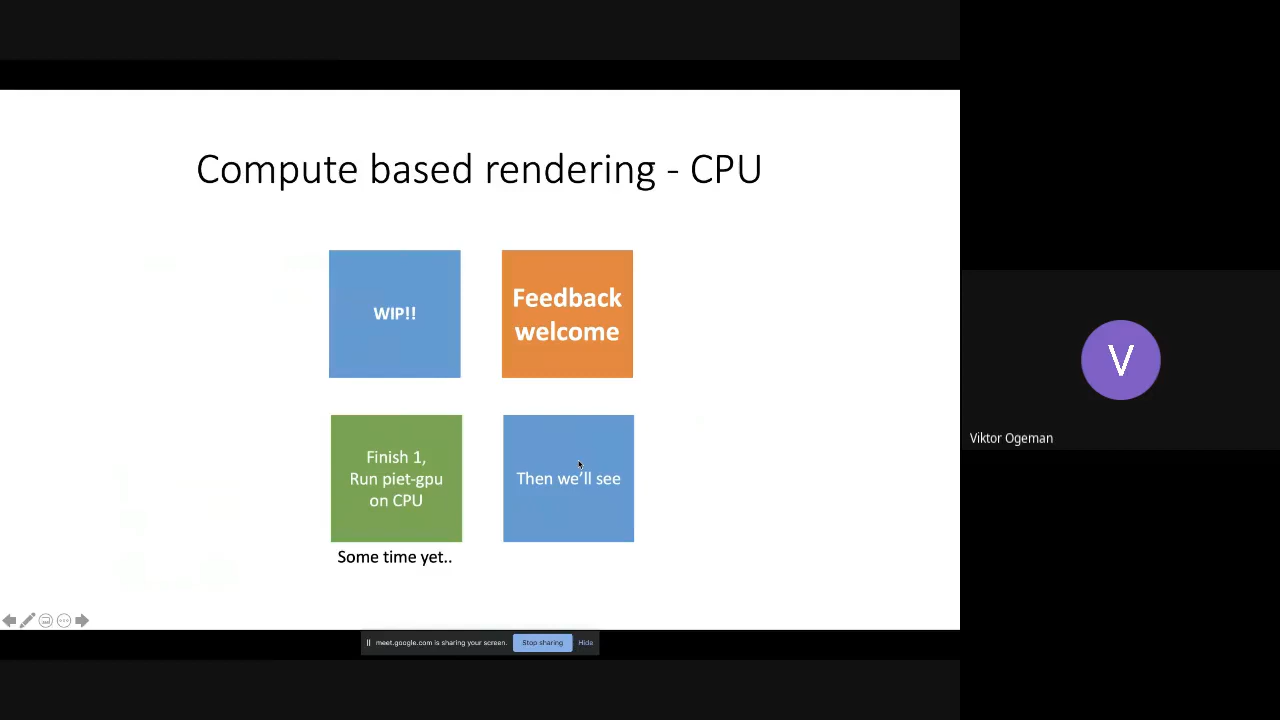 Compute based rendering - CPU
WIP!!
Feedback
welcome
Finish 1,
Run piet-gpu
on CPU
Then we'll see
Some time yet..
V
Viktor Ogeman
meet.google.com is sharing your screen.
Stop sharing
Hide